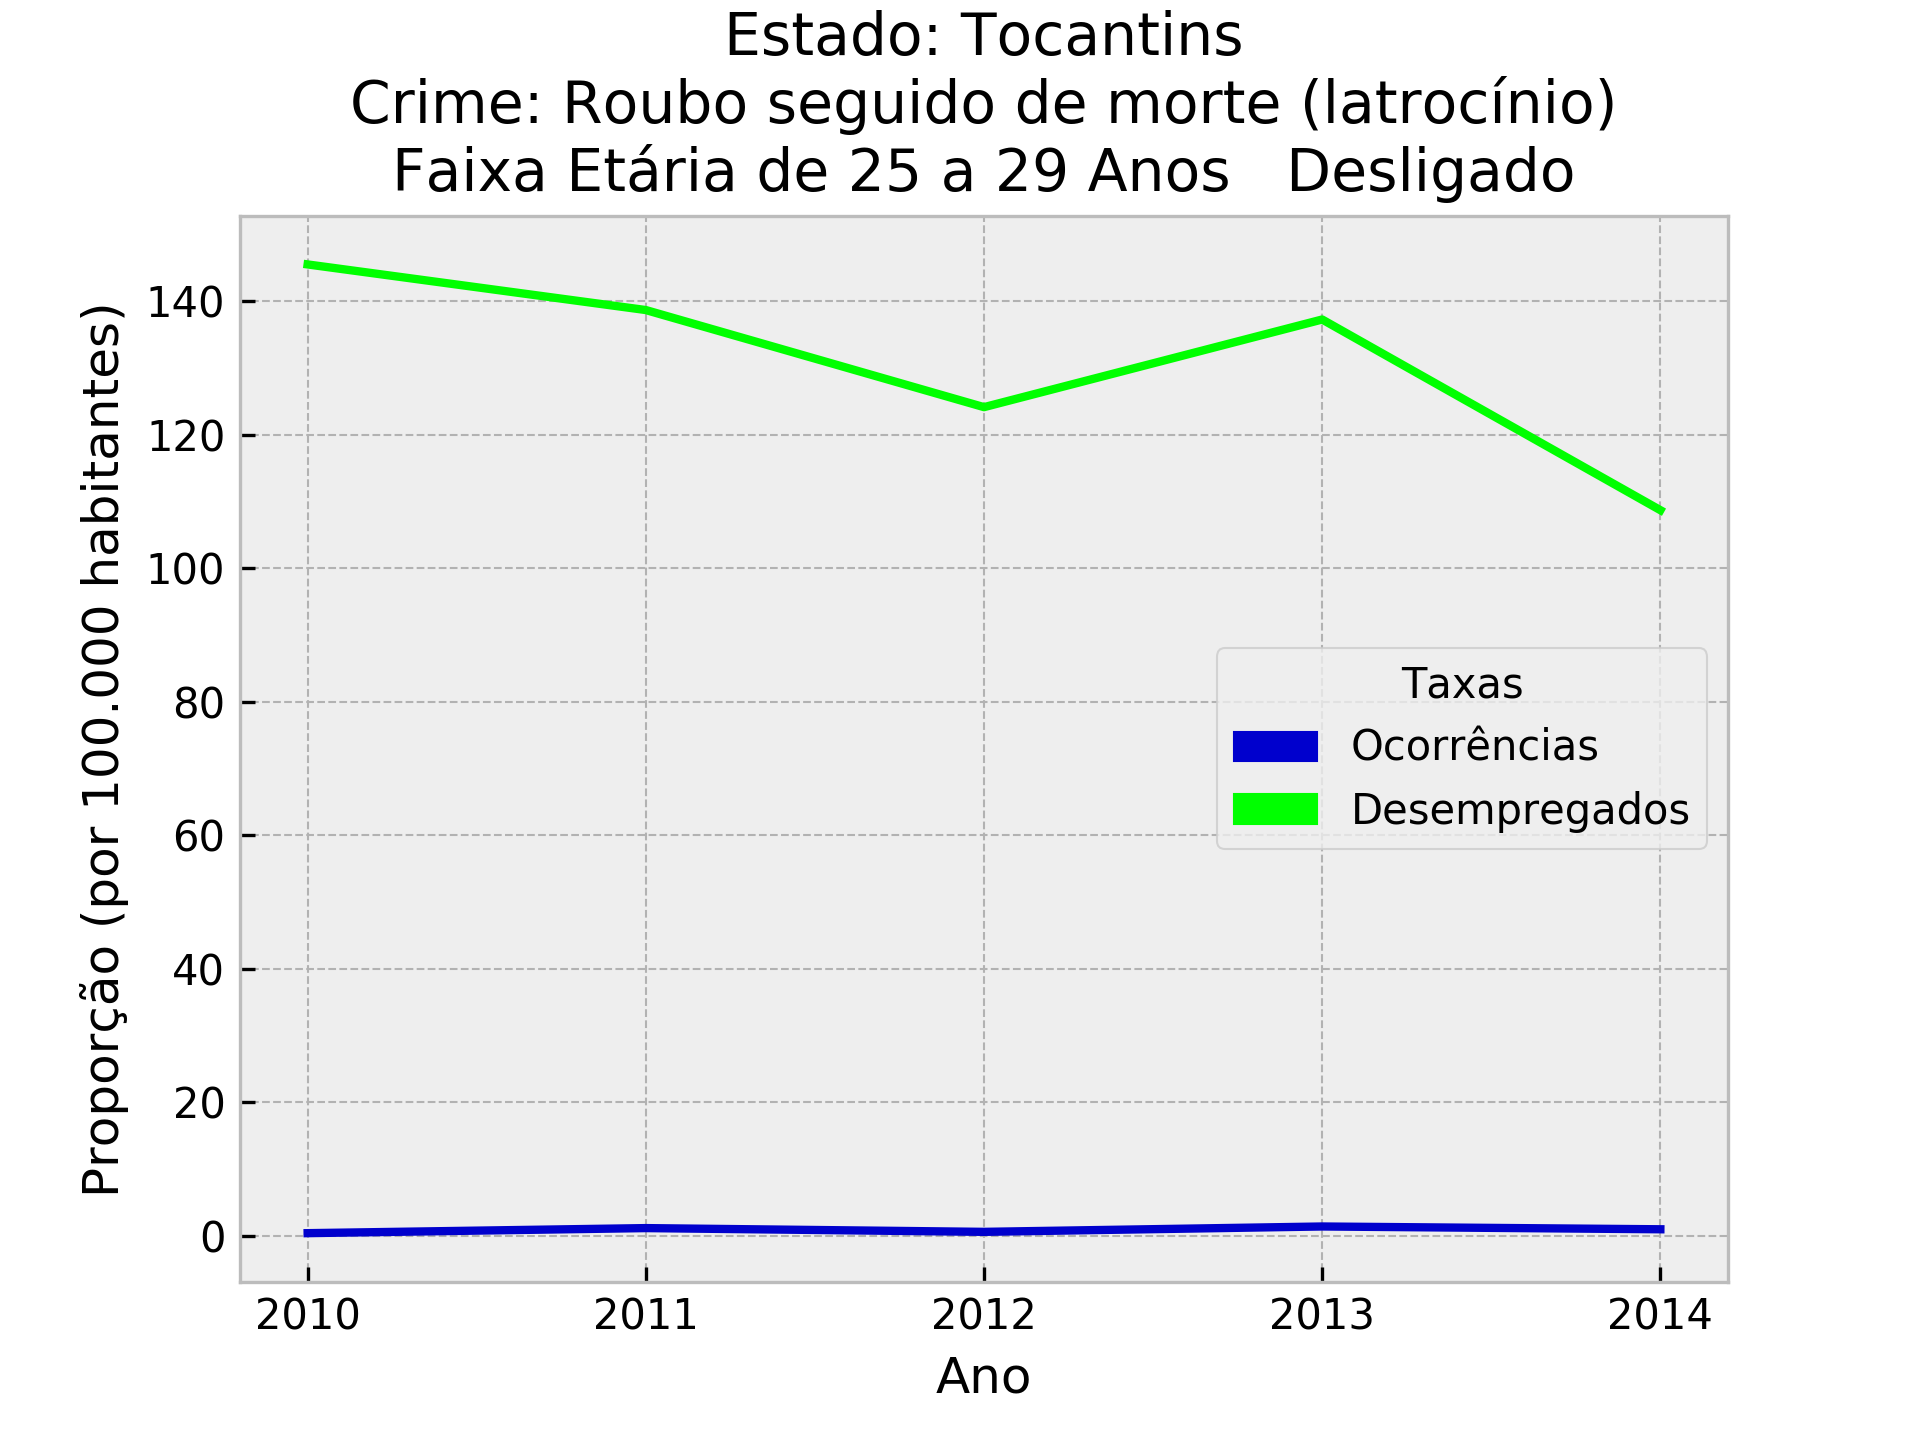 Estado: Tocantins
Crime: Roubo seguido de morte (latrocínio)
Faixa Etária de 25 a 29 Anos   Desligado
Proporção (por 100.000 habitantes)
140
120
100
80
60
40
20
0
Taxas
Ocorrências
Desempregados
2010 2011 2012 2013 2014
Ano